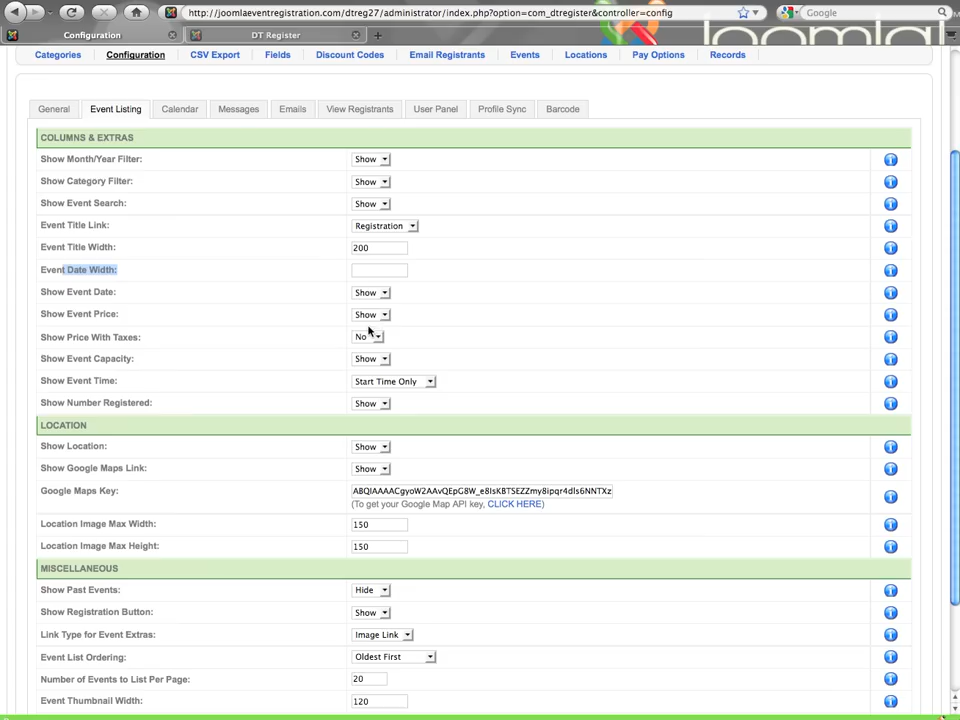 http://joomlaeventregistration.com/dtreg27/administrator/index.php?option=com_dtregister&controller=config
Google
Configuration
DT Register
Categories Configuration CSV Export Fields Discount Codes Email Registrants Events Locations Pay Options Records
General Event Listing Calendar Messages Emails View Registrants User Panel Profile Sync Barcode
COLUMNS & EXTRAS
Show Month/Year Filter: Show
Show Category Filter: Show
Show Event Search: Show
Event Title Link: Registration
Event Title Width: 200
Event Date Width:
Show Event Date: Show
Show Event Price: Show
Show Price With Taxes: No
Show Event Capacity: Show
Show Event Time: Start Time Only
Show Number Registered: Show
LOCATION
Show Location: Show
Show Google Maps Link: Show
Google Maps Key:
(To get your Google Map API key, CLICK HERE)
Location Image Max Width: 150
Location Image Max Height: 150
MISCELLANEOUS
Show Past Events: Hide
Show Registration Button: Show
Link Type for Event Extras: Image Link
Event List Ordering: Oldest First
Number of Events to List Per Page: 20
Event Thumbnail Width: 120